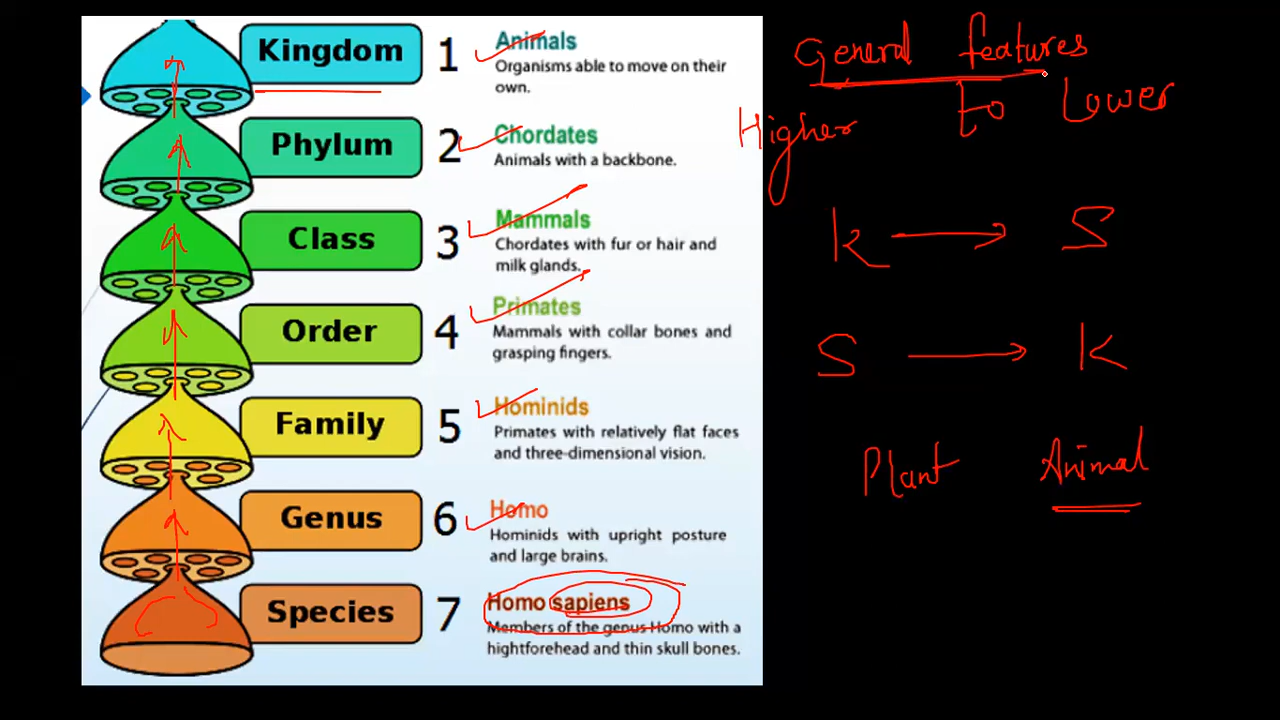 Kingdom 1 Animals
Organisms able to move on their
own.
Phylum 2 Chordates
Animals with a backbone.
Class 3 Mammals
Chordates with fur or hair and
milk glands.
Order 4 Primates
Mammals with collar bones and
grasping fingers.
Family 5 Hominids
Primates with relatively flat faces
and three-dimensional vision.
Genus 6 Homo
Hominids with upright posture
and large brains.
Species 7 Homo sapiens
Members of the genus Homo with a
hightforehead and thin skull bones.
General features
Higher to Lower
K → S
S → K
Plant Animal